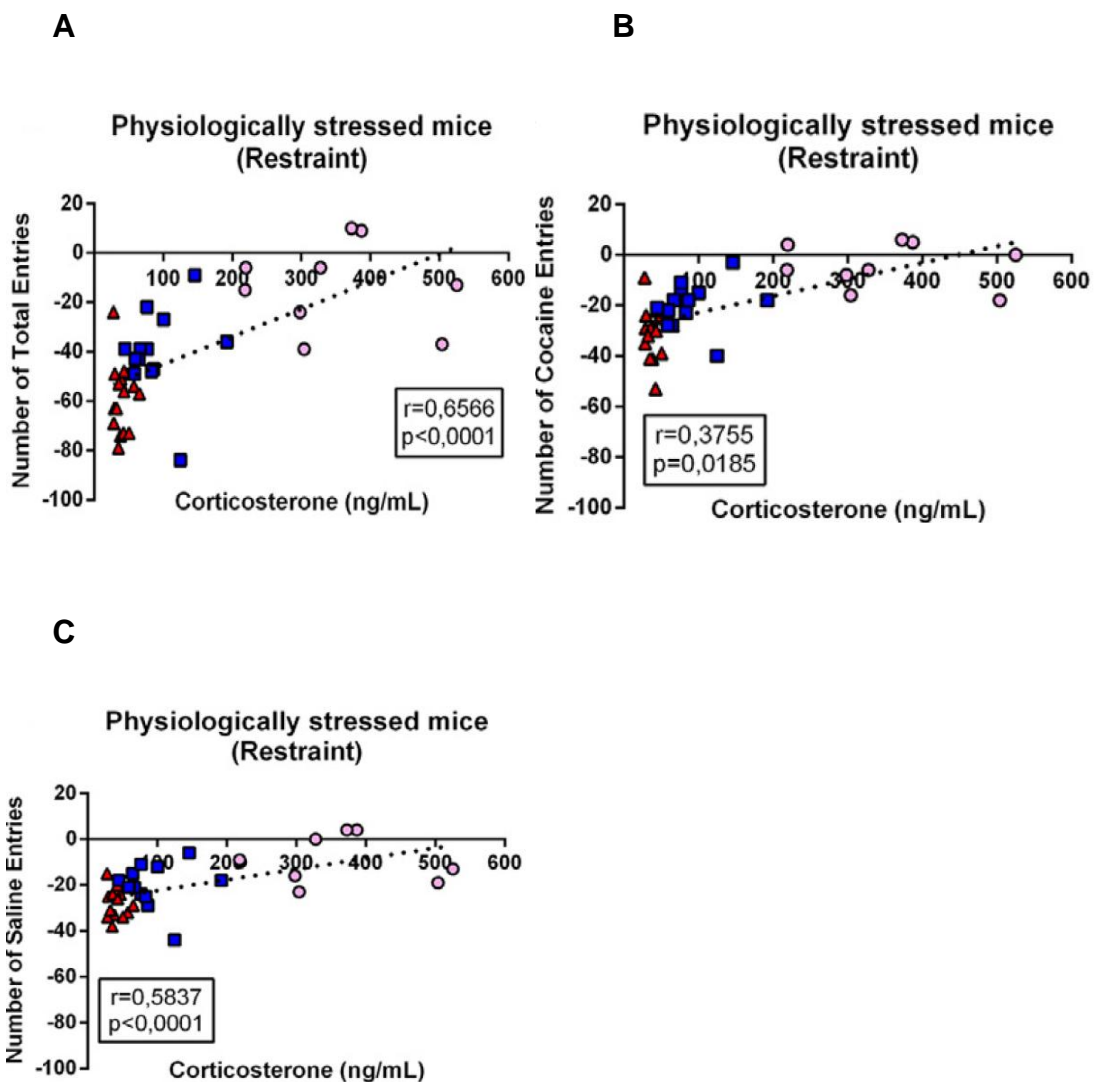 A
B
Physiologically stressed mice
(Restraint)
Number of Total Entries
20
0
-20
-40
-60
-80
-100
100
200
300
400
500
600
r=0,6566
p<0,0001
Corticosterone (ng/mL)
Physiologically stressed mice
(Restraint)
Number of Cocaine Entries
20
0
-20
-40
-60
-80
-100
100
200
300
400
500
600
r=0,3755
p=0,0185
Corticosterone (ng/mL)
C
Physiologically stressed mice
(Restraint)
Number of Saline Entries
20
0
-20
-40
-60
-80
-100
100
200
300
400
500
600
r=0,5837
p<0,0001
Corticosterone (ng/mL)